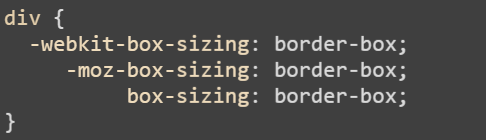 div {
  -webkit-box-sizing: border-box;
     -moz-box-sizing: border-box;
          box-sizing: border-box;
}